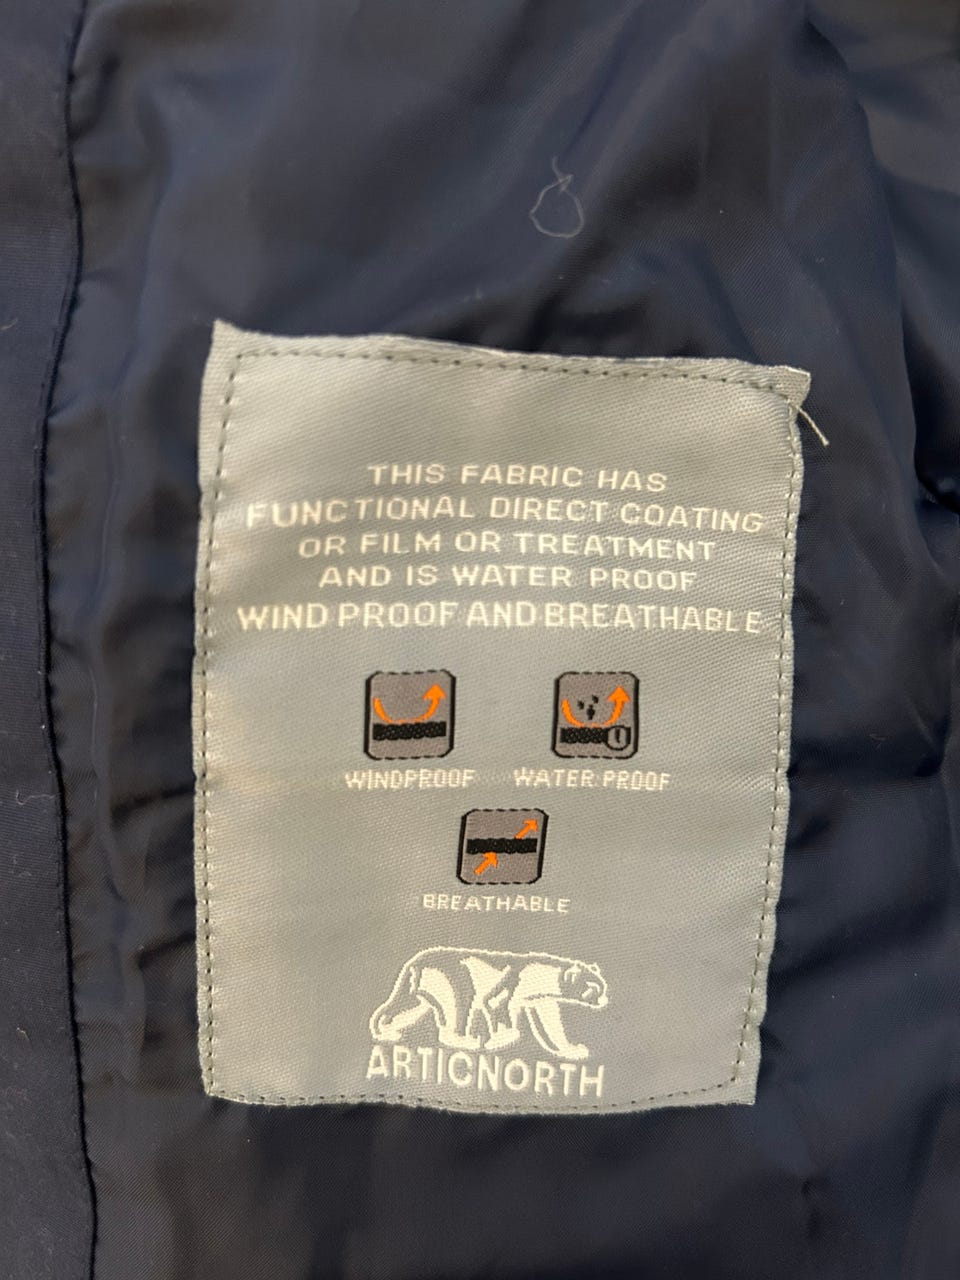 THIS FABRIC HAS
FUNCTIONAL DIRECT COATING
OR FILM OR TREATMENT
AND IS WATER PROOF
WIND PROOF AND BREATHABLE
WINDPROOF WATER PROOF
BREATHABLE
ARTICNORTH